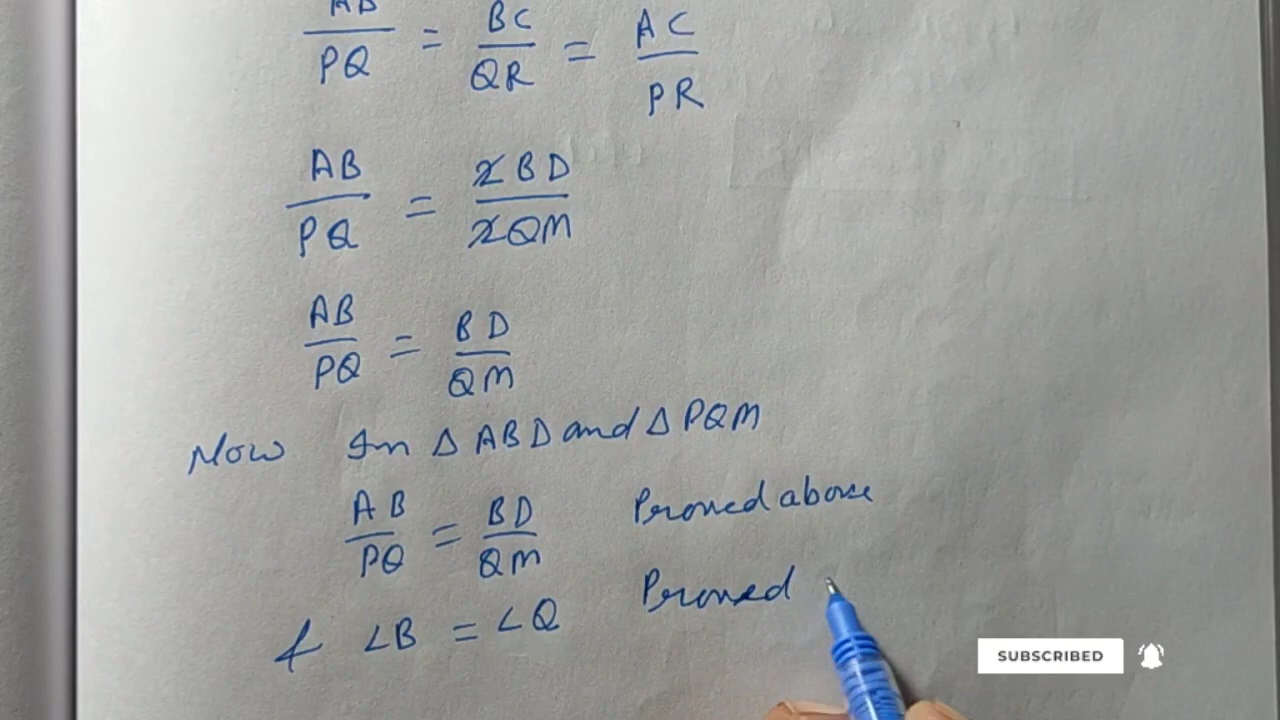 AB/PQ = BC/QR = AC/PR
AB/PQ = 2BD/2QM
AB/PQ = BD/QM
Now In Δ ABD and Δ PQM
AB/PQ = BD/QM Proved above
& ∠B = ∠Q Proved
SUBSCRIBED